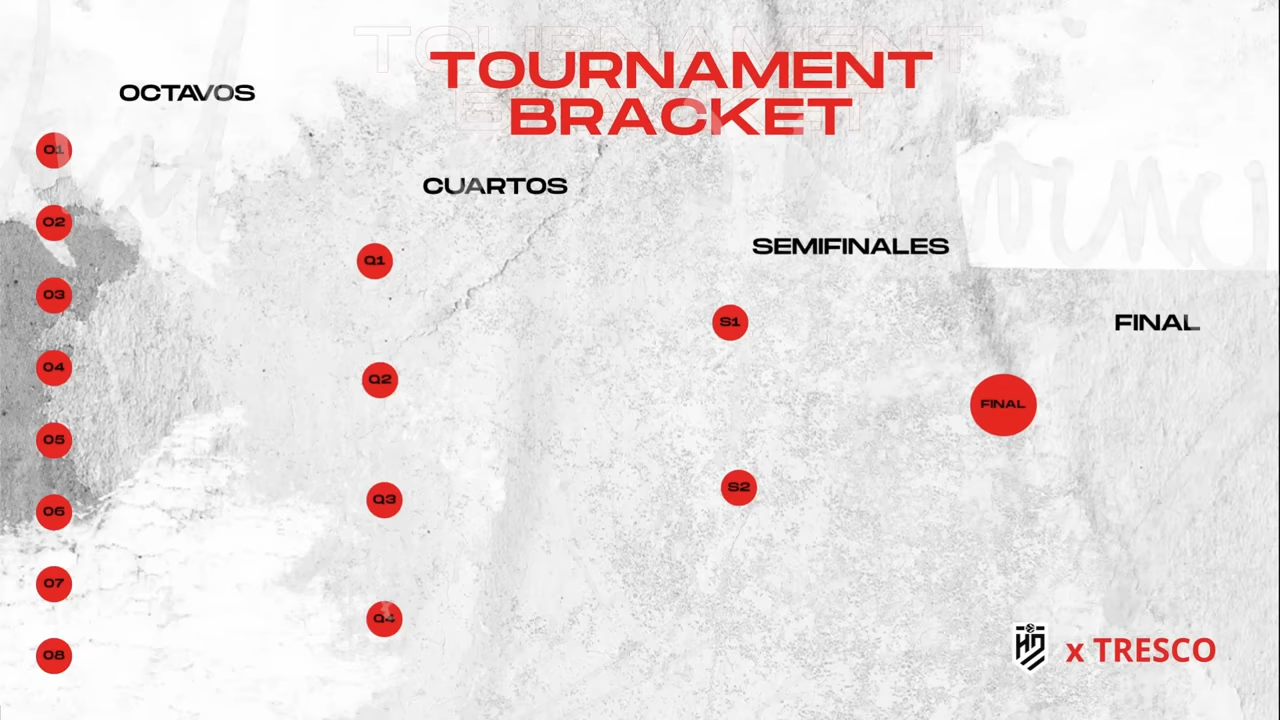 TOURNAMENT
BRACKET
OCTAVOS
O1
O2
O3
O4
O5
O6
O7
O8
CUARTOS
Q1
Q2
Q3
Q4
SEMIFINALES
S1
S2
FINAL
FINAL
x TRESCO